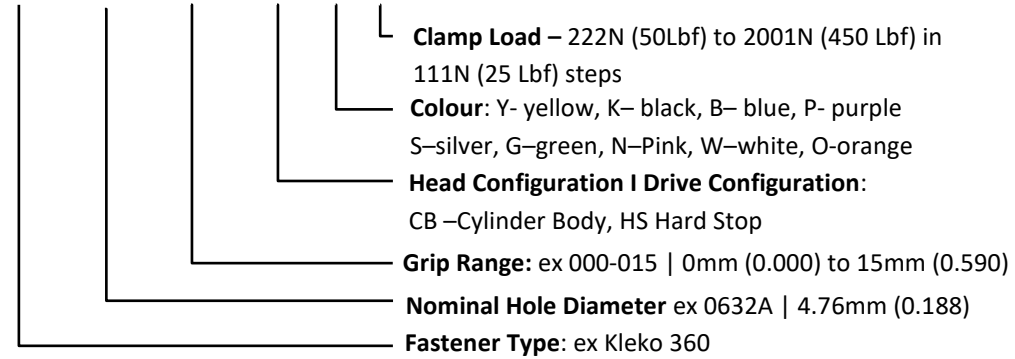 Clamp Load – 222N (50Lbf) to 2001N (450 Lbf) in
111N (25 Lbf) steps
Colour: Y- yellow, K– black, B– blue, P- purple
S–silver, G–green, N–Pink, W–white, O-orange
Head Configuration I Drive Configuration:
CB –Cylinder Body, HS Hard Stop
Grip Range: ex 000-015 | 0mm (0.000) to 15mm (0.590)
Nominal Hole Diameter ex 0632A | 4.76mm (0.188)
Fastener Type: ex Kleko 360